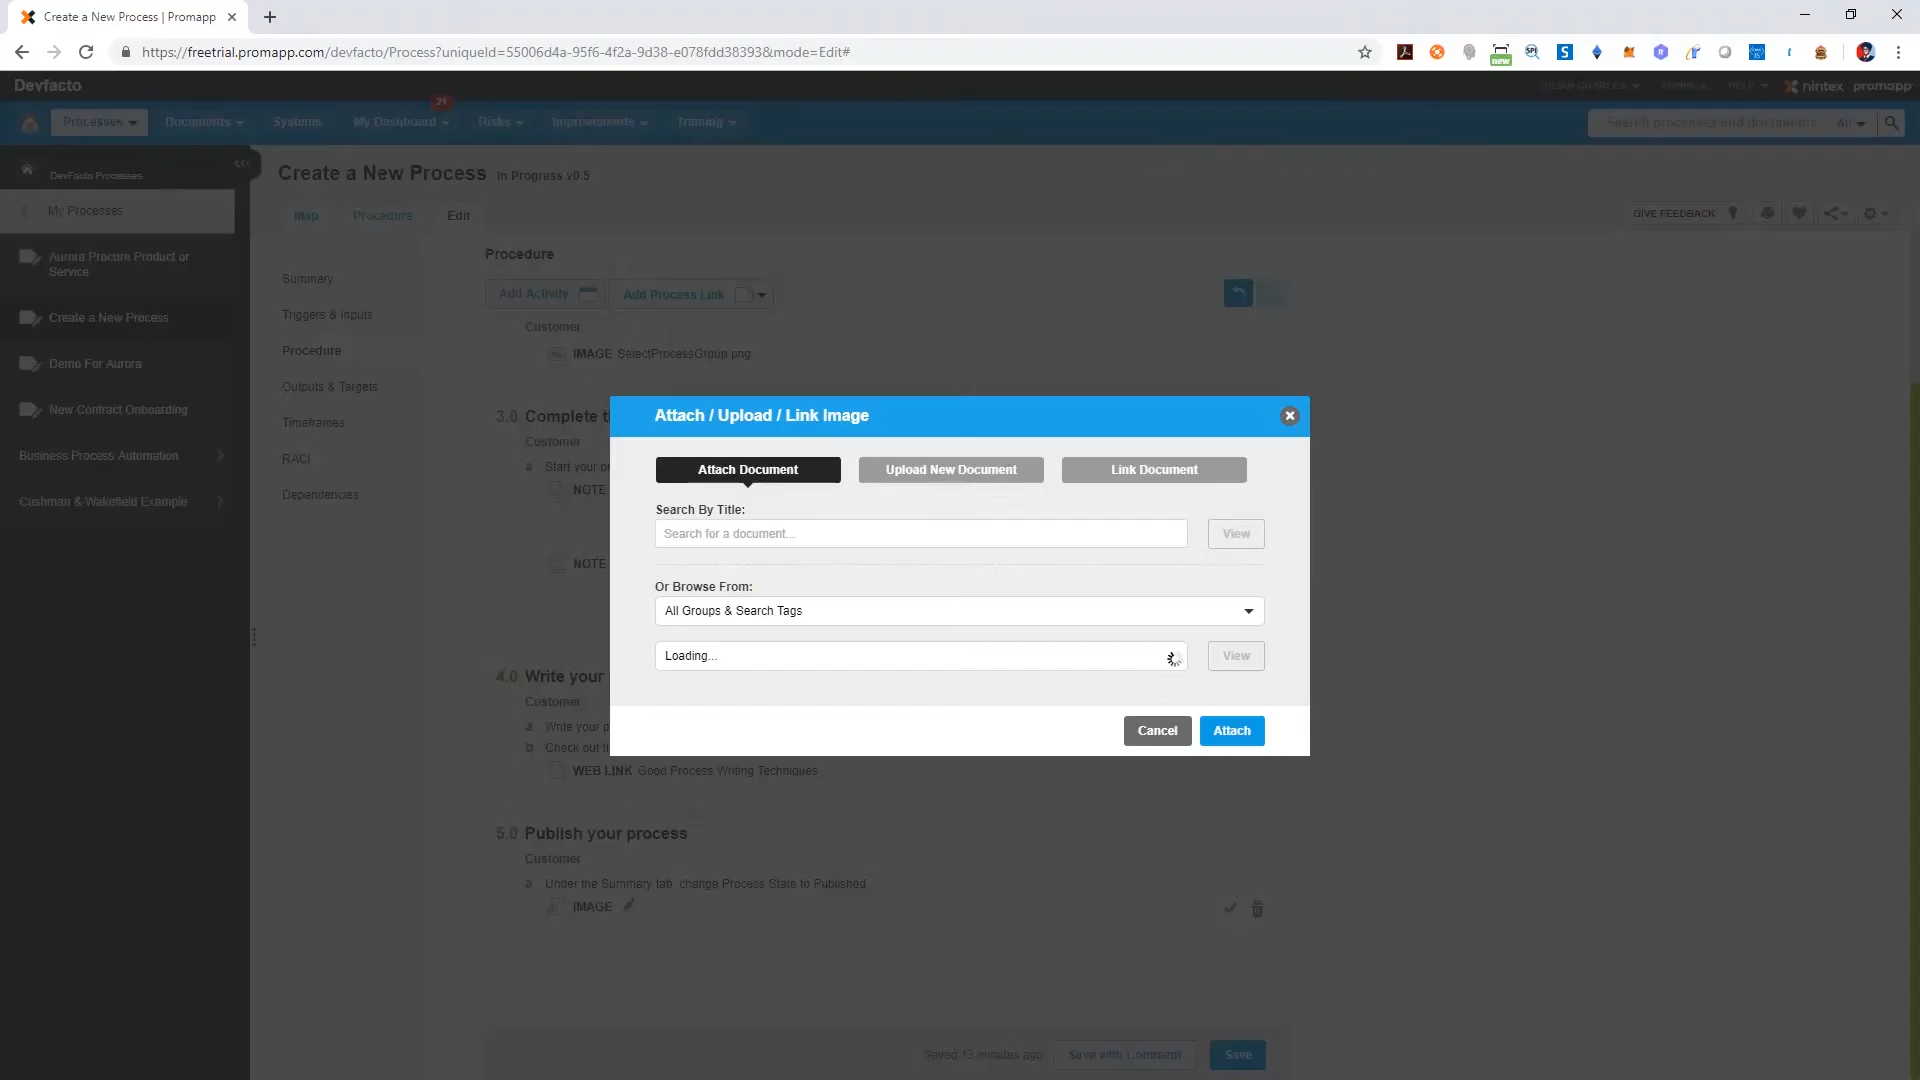 Create a New Process | Promapp
https://freetrial.promapp.com/devfacto/Process?uniqueId=55006d4a-95f6-4f2a-9d38-e078fdd38393&mode=Edit#
new
Devfacto
HELP
nintex promapp
21
Processes
Documents
Systems
My Dashboard
Risks
Improvements
Training
Search processes and documents
All
DevFacto Processes
My Processes
Aurora Procure Product or
Service
Create a New Process
Demo For Aurora
New Contract Onboarding
Business Process Automation
Cushman & Wakefield Example
Create a New Process In Progress v0.5
Map
Procedure
Edit
GIVE FEEDBACK
Summary
Triggers & Inputs
Procedure
Outputs & Targets
Timeframes
RACI
Dependencies
Procedure
Add Activity
Add Process Link
Customer
IMAGE SelectProcessGroup.png
3.0 Complete t
Customer
a Start your p
NOTE
NOTE
4.0 Write your
Customer
a Write your p
b Check out t
WEB LINK Good Process Writing Techniques
5.0 Publish your process
Customer
a Under the Summary tab, change Process State to Published
IMAGE
Saved 13 minutes ago
Save with Comment
Save
Attach / Upload / Link Image
Attach Document
Upload New Document
Link Document
Search By Title:
Search for a document...
View
Or Browse From:
All Groups & Search Tags
Loading...
View
Cancel
Attach